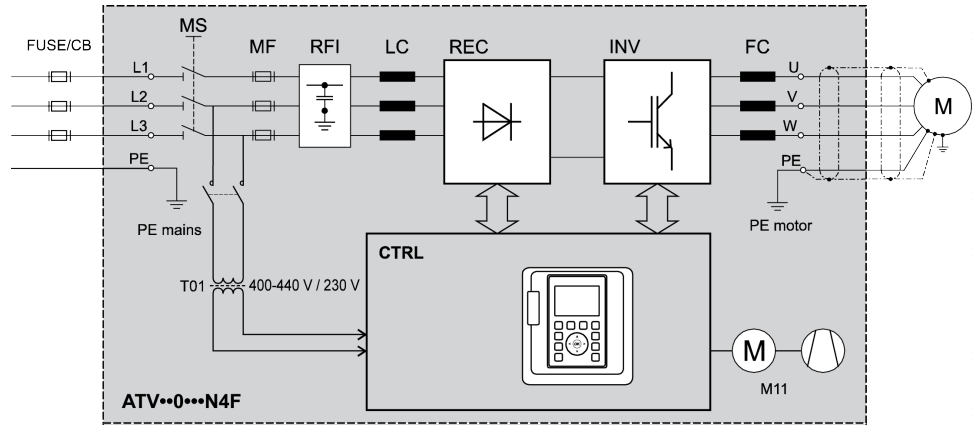 MS
FUSE/CB
MF
RFI
LC
REC
INV
FC
L1
U
L2
V
L3
W
M
PE
PE
PE mains
PE motor
CTRL
T01
400-440 V / 230 V
OK
M
M11
ATV••0•••N4F